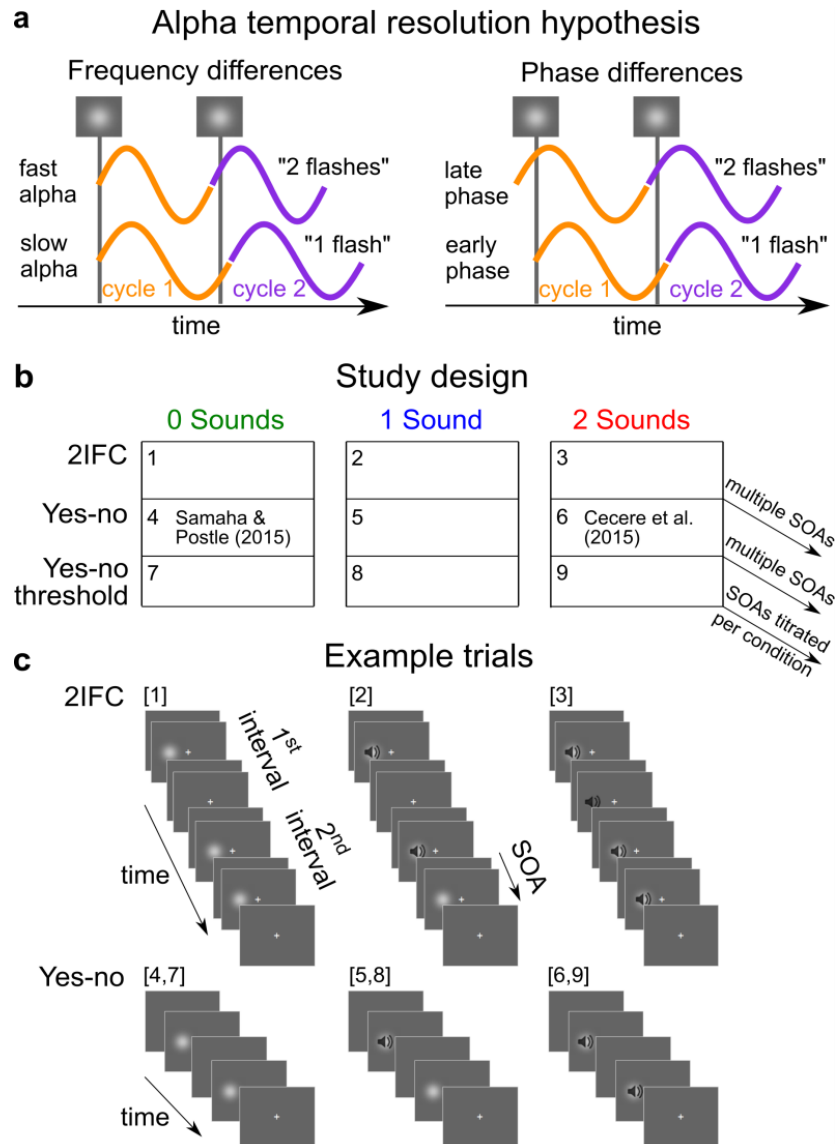 a Alpha temporal resolution hypothesis
Frequency differences
Phase differences
fast
alpha
"2 flashes"
slow
alpha
"1 flash"
cycle 1
cycle 2
time
late
phase
"2 flashes"
early
phase
"1 flash"
cycle 1
cycle 2
time
b Study design
0 Sounds 1 Sound 2 Sounds
2IFC 1 2 3
multiple SOAs
Yes-no 4 Samaha & 5 6 Cecere et al.
Postle (2015) (2015)
multiple SOAs
Yes-no 7 8 9
threshold
SOAs titrated
per condition
c Example trials
2IFC [1] [2] [3]
1st
interval
2nd
interval
time
SOA
Yes-no [4,7] [5,8] [6,9]
time